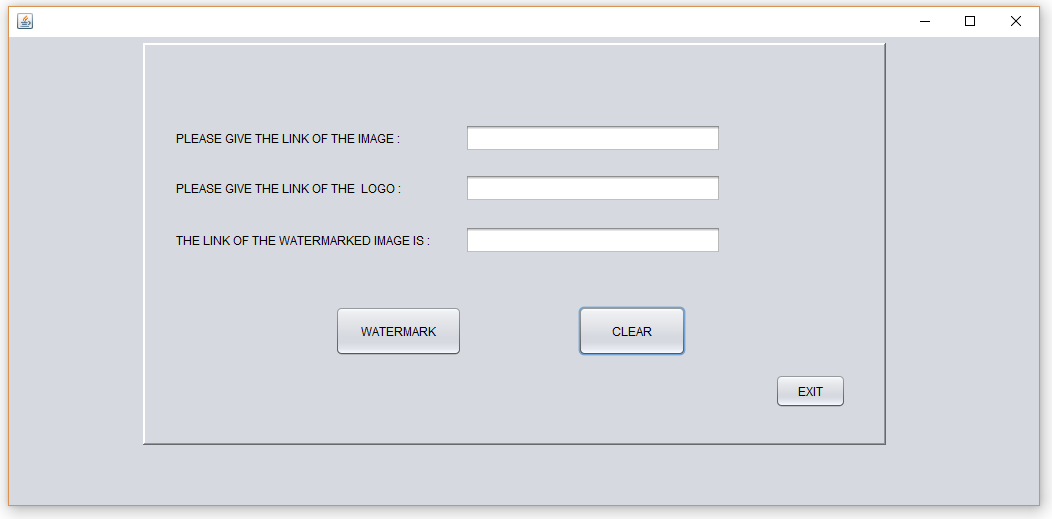 PLEASE GIVE THE LINK OF THE IMAGE :
PLEASE GIVE THE LINK OF THE  LOGO :
THE LINK OF THE WATERMARKED IMAGE IS :
WATERMARK
CLEAR
EXIT